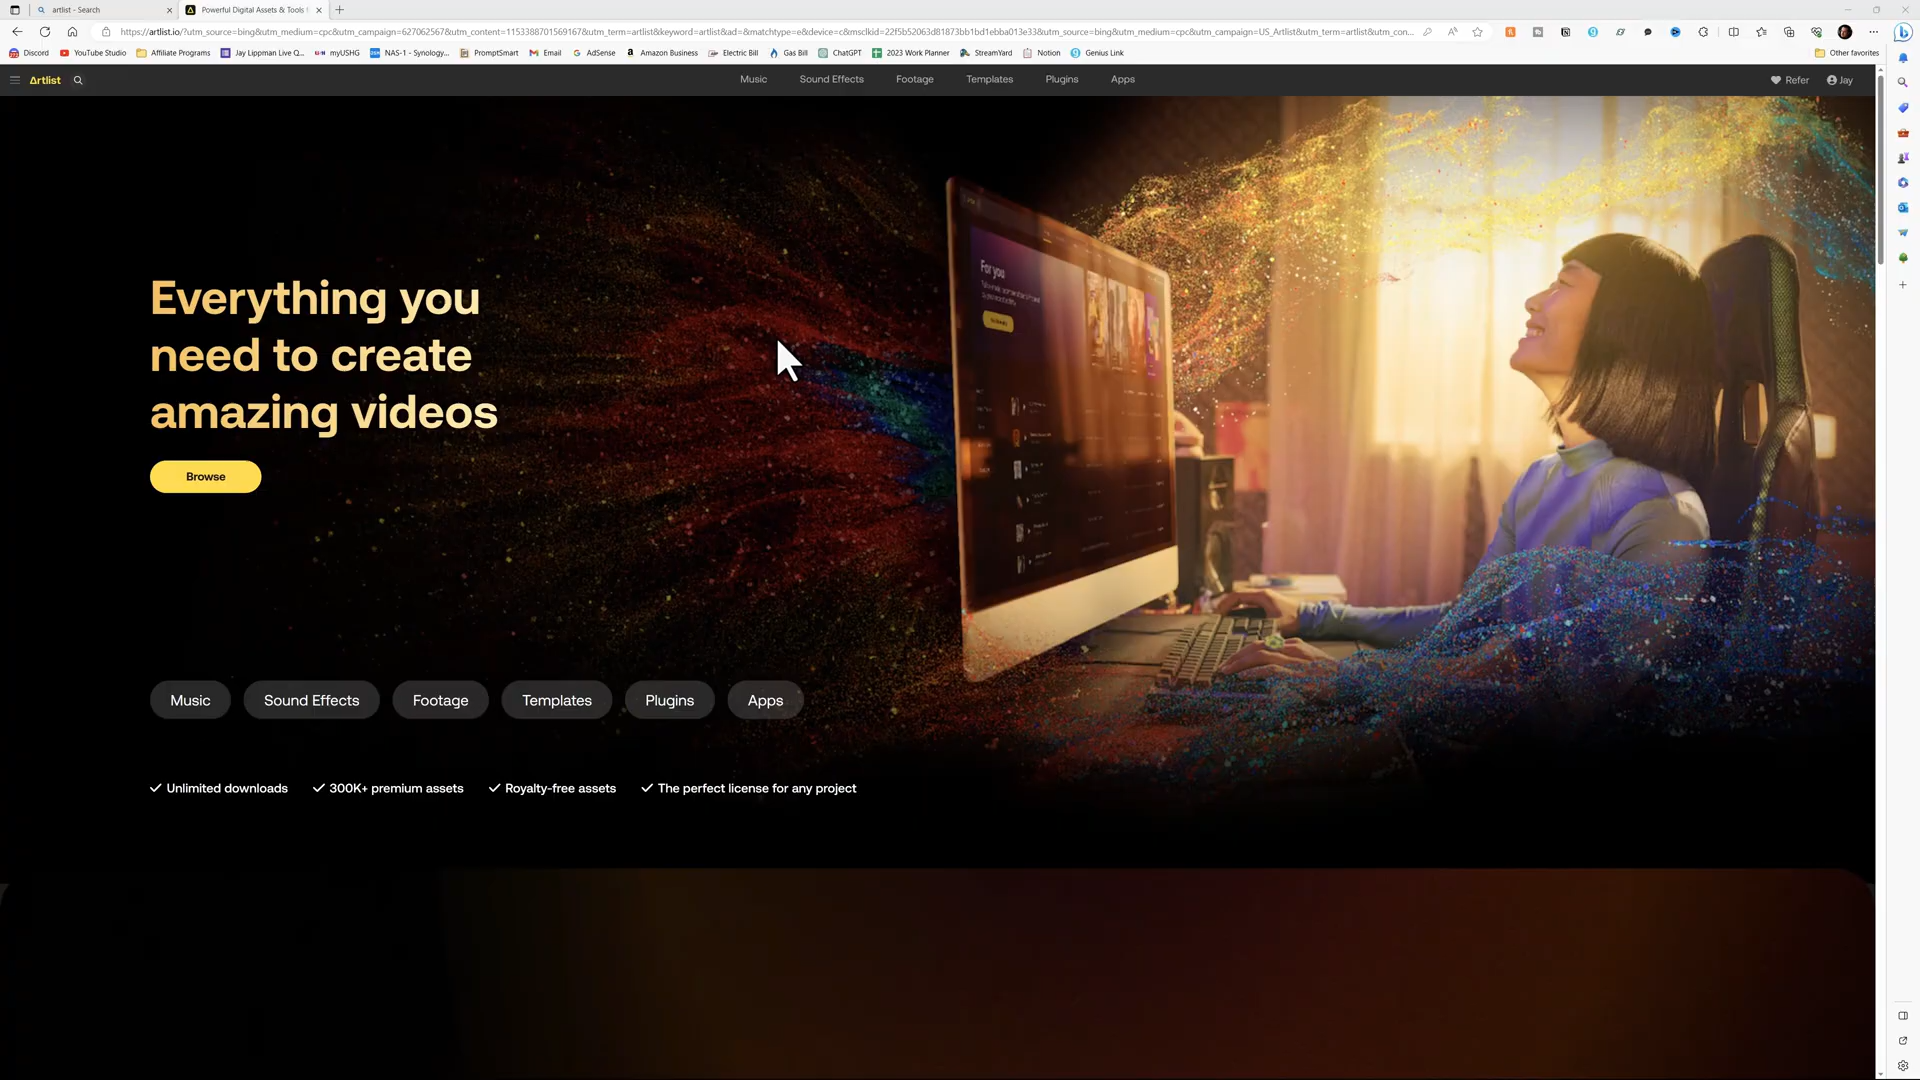 artlist - Search
Powerful Digital Assets & Tools
https://artlist.io/?utm_source=bing&utm_medium=cpc&utm_campaign=627062567&utm_content=1153388701569167&utm_term=artlist&keyword=artlist&ad=&matchtype=e&device=c&msclkid=22f5b52063d81873bb1bd1ebba013e33&utm_source=bing&utm_medium=cpc&utm_campaign=US_Artlist&utm_term=artlist&utm_con...
Discord YouTube Studio Affiliate Programs Jay Lippman Live Q... myUSHG NAS-1 - Synology... PromptSmart Email AdSense Amazon Business Electric Bill Gas Bill ChatGPT 2023 Work Planner StreamYard Notion Genius Link Other favorites
Artlist Music Sound Effects Footage Templates Plugins Apps Refer Jay
For you
Everything you
need to create
amazing videos
Browse
Music Sound Effects Footage Templates Plugins Apps
Unlimited downloads 300K+ premium assets Royalty-free assets The perfect license for any project